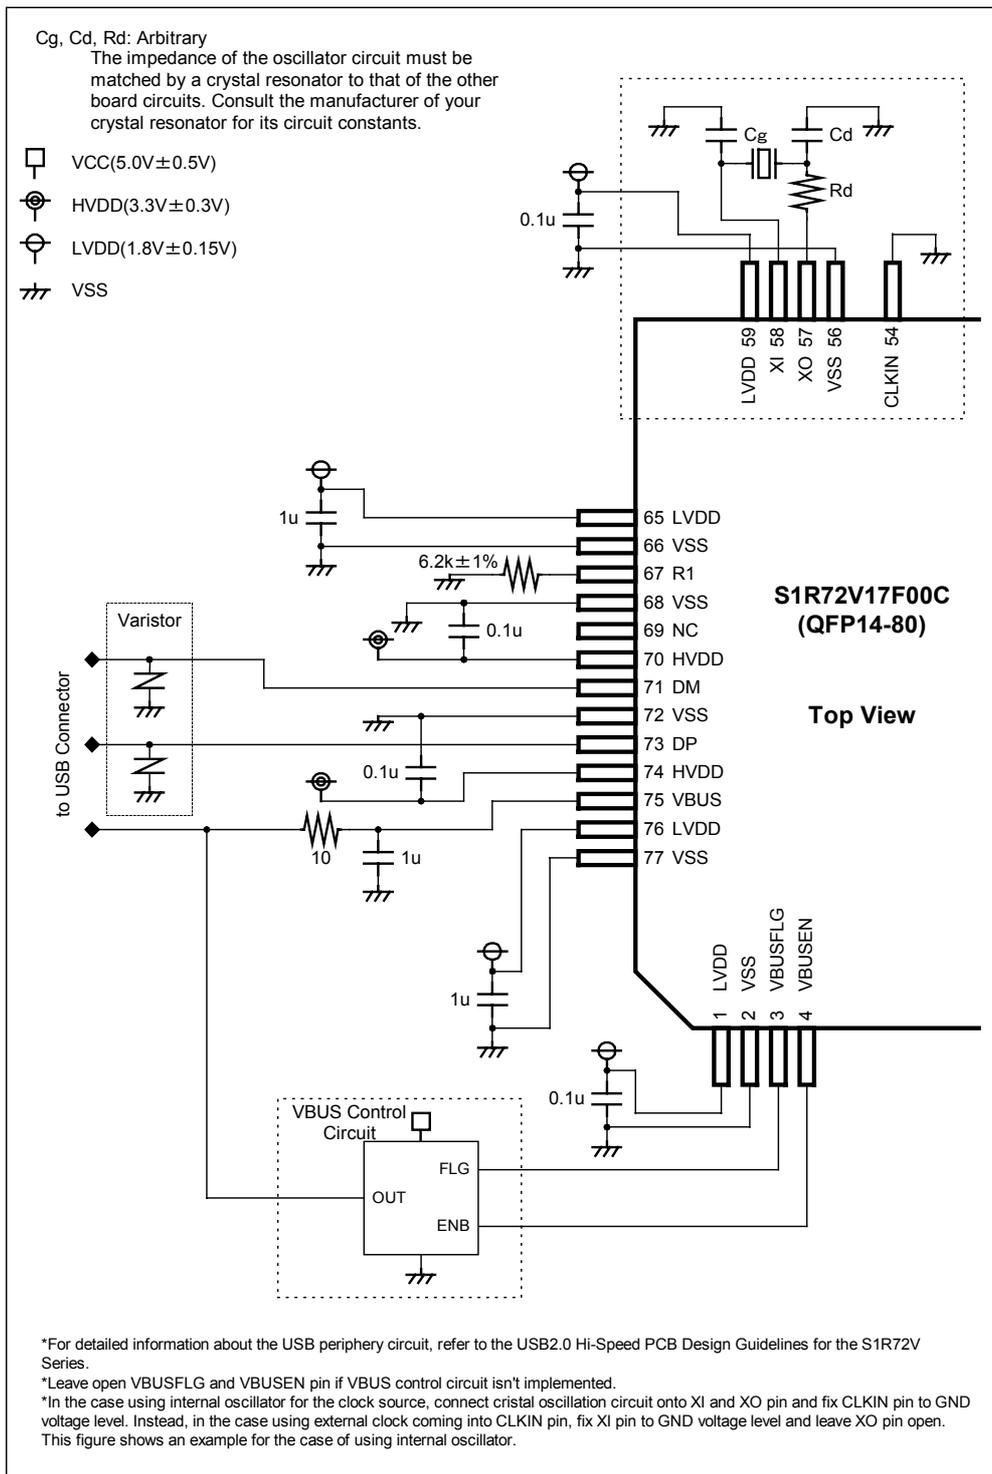 Cg, Cd, Rd: Arbitrary
The impedance of the oscillator circuit must be
matched by a crystal resonator to that of the other
board circuits. Consult the manufacturer of your
crystal resonator for its circuit constants.
VCC(5.0V±0.5V)
HVDD(3.3V±0.3V)
LVDD(1.8V±0.15V)
VSS
Cg
Cd
Rd
0.1u
LVDD 59
XI 58
XO 57
VSS 56
CLKIN 54
1u
65 LVDD
66 VSS
6.2k±1%
67 R1
68 VSS
0.1u
69 NC
70 HVDD
71 DM
72 VSS
73 DP
0.1u
74 HVDD
75 VBUS
76 LVDD
77 VSS
S1R72V17F00C
(QFP14-80)
Top View
Varistor
to USB Connector
10
1u
1u
1 LVDD
2 VSS
3 VBUSFLG
4 VBUSEN
0.1u
VBUS Control
Circuit
FLG
OUT
ENB
*For detailed information about the USB periphery circuit, refer to the USB2.0 Hi-Speed PCB Design Guidelines for the S1R72V
Series.
*Leave open VBUSFLG and VBUSEN pin if VBUS control circuit isn't implemented.
*In the case using internal oscillator for the clock source, connect cristal oscillation circuit onto XI and XO pin and fix CLKIN pin to GND
voltage level. Instead, in the case using external clock coming into CLKIN pin, fix XI pin to GND voltage level and leave XO pin open.
This figure shows an example for the case of using internal oscillator.